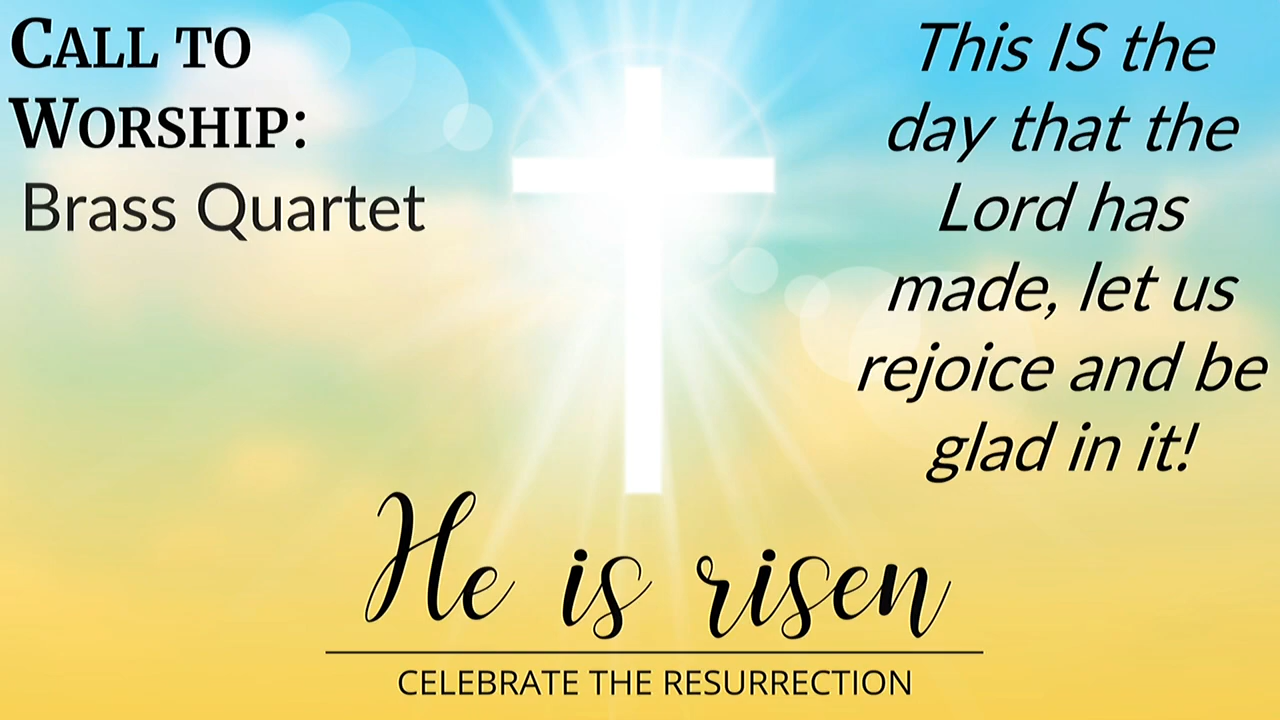 CALL TO
WORSHIP:
Brass Quartet
This IS the
day that the
Lord has
made, let us
rejoice and be
glad in it!
He is risen
CELEBRATE THE RESURRECTION